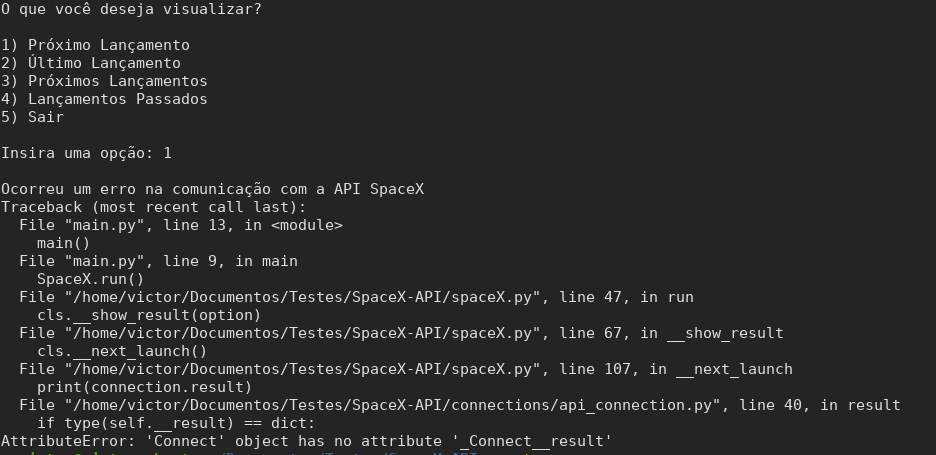 O que você deseja visualizar?
1) Próximo Lançamento
2) Último Lançamento
3) Próximos Lançamentos
4) Lançamentos Passados
5) Sair
Insira uma opção: 1
Ocorreu um erro na comunicação com a API SpaceX
Traceback (most recent call last):
  File "main.py", line 13, in <module>
    main()
  File "main.py", line 9, in main
    SpaceX.run()
  File "/home/victor/Documentos/Testes/SpaceX-API/spaceX.py", line 47, in run
    cls.__show_result(option)
  File "/home/victor/Documentos/Testes/SpaceX-API/spaceX.py", line 67, in __show_result
    cls.__next_launch()
  File "/home/victor/Documentos/Testes/SpaceX-API/spaceX.py", line 107, in __next_launch
    print(connection.result)
  File "/home/victor/Documentos/Testes/SpaceX-API/connections/api_connection.py", line 40, in result
    if type(self.__result) == dict:
AttributeError: 'Connect' object has no attribute '_Connect__result'